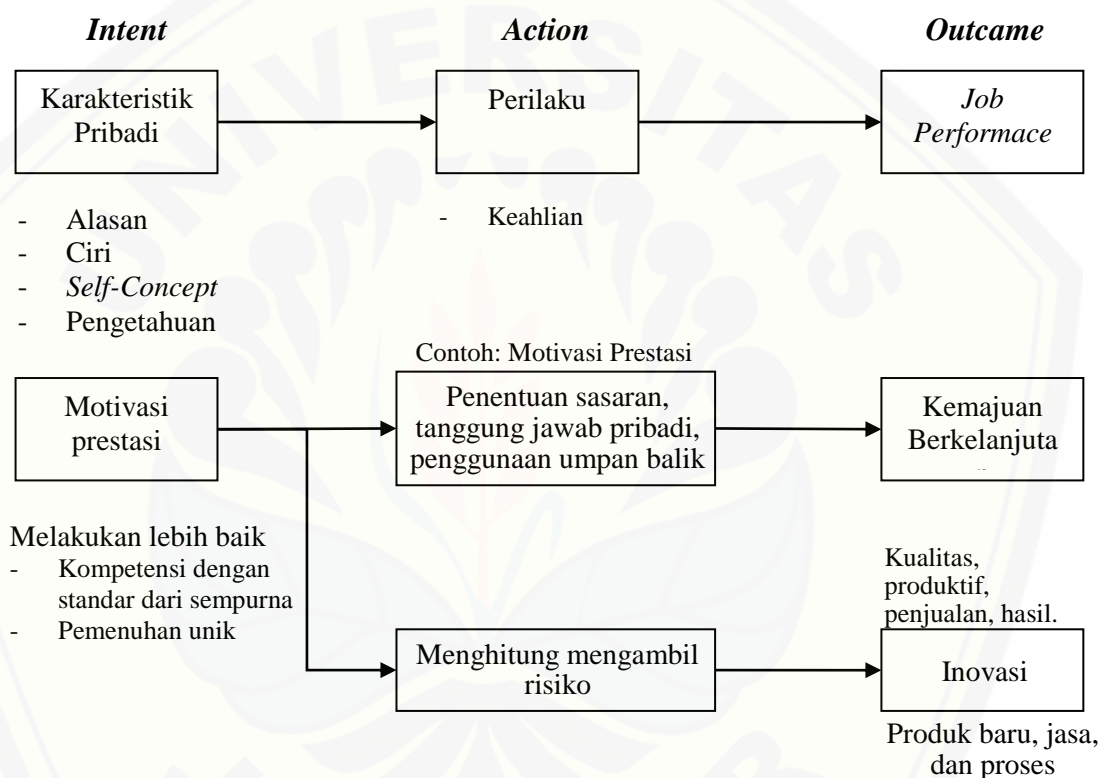 Intent
Action
Outcame
Karakteristik
Pribadi
Perilaku
Job
Performace
- Alasan
- Ciri
- Self-Concept
- Pengetahuan
- Keahlian
Contoh: Motivasi Prestasi
Motivasi
prestasi
Penentuan sasaran,
tanggung jawab pribadi,
penggunaan umpan balik
Kemajuan
Berkelanjuta
Melakukan lebih baik
- Kompetensi dengan
standar dari sempurna
- Pemenuhan unik
Kualitas,
produktif,
penjualan, hasil.
Menghitung mengambil
risiko
Inovasi
Produk baru, jasa,
dan proses
UNIVERSITAS